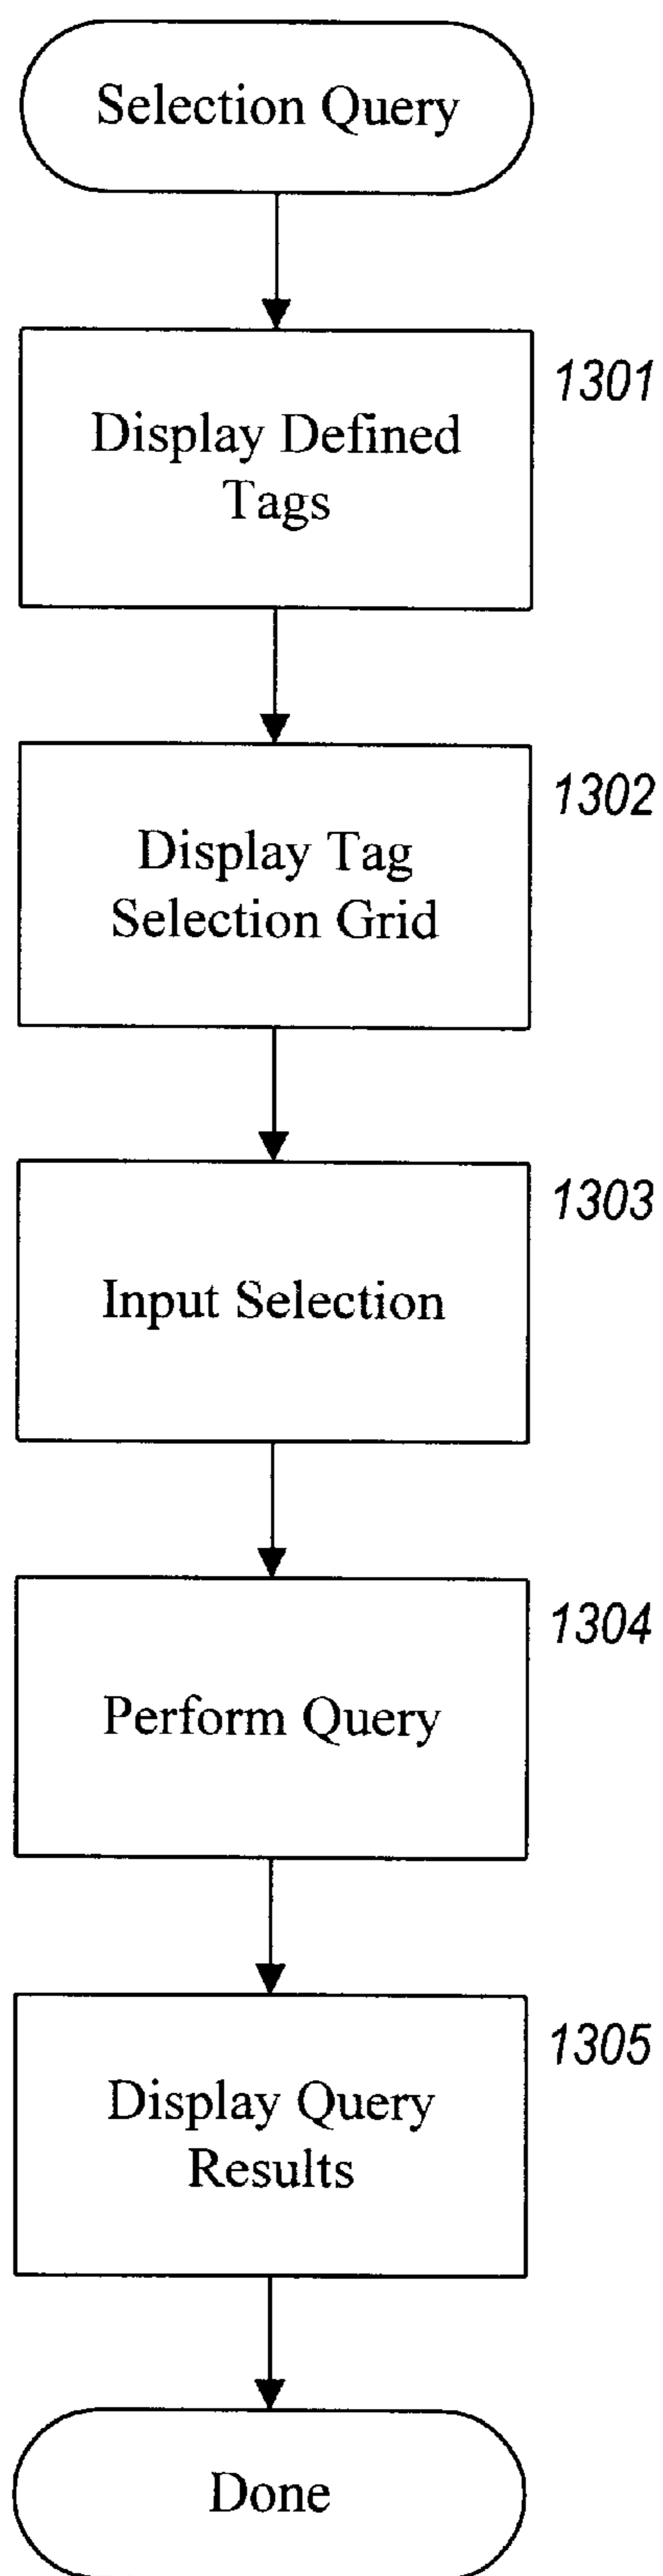 Selection Query
1301
Display Defined
Tags
1302
Display Tag
Selection Grid
1303
Input Selection
1304
Perform Query
1305
Display Query
Results
Done